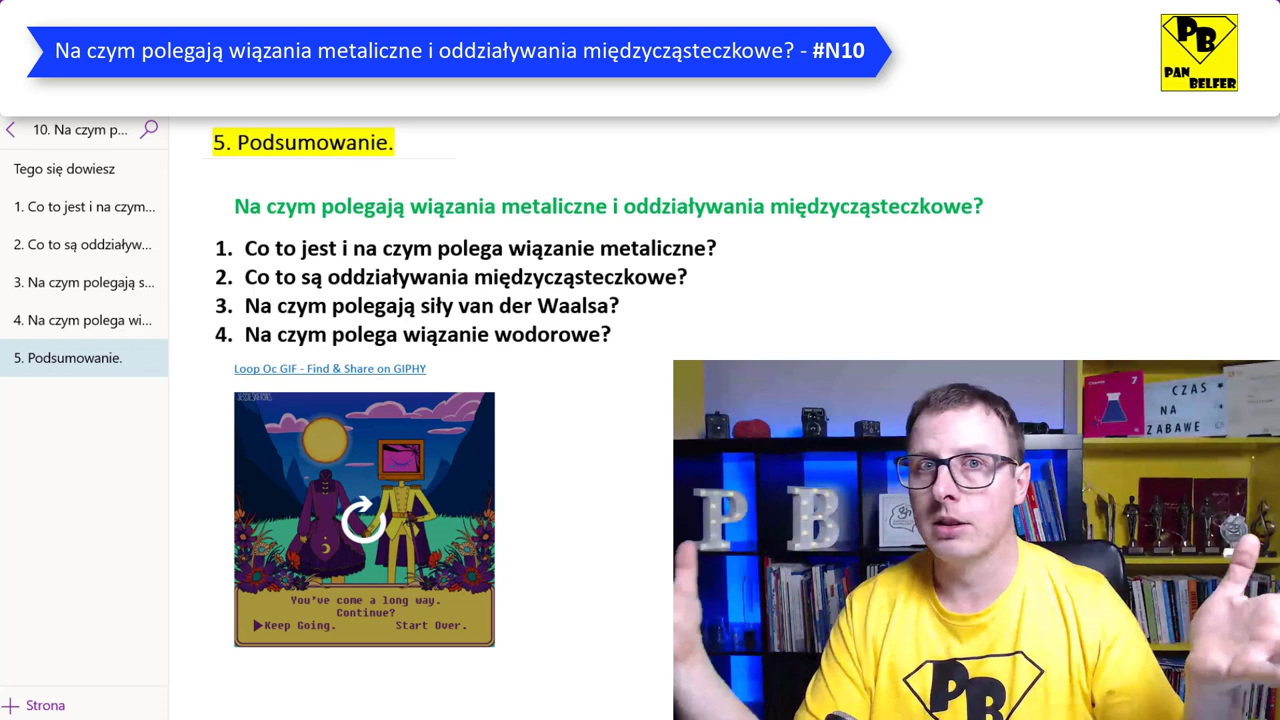 Na czym polegają wiązania metaliczne i oddziaływania międzycząsteczkowe? - #N10
PB
PAN
BELFER
10. Na czym p...
Tego się dowiesz
1. Co to jest i na czym...
2. Co to są oddziaływ...
3. Na czym polegają s...
4. Na czym polega wi...
5. Podsumowanie.
Strona
5. Podsumowanie.
Na czym polegają wiązania metaliczne i oddziaływania międzycząsteczkowe?
1. Co to jest i na czym polega wiązanie metaliczne?
2. Co to są oddziaływania międzycząsteczkowe?
3. Na czym polegają siły van der Waalsa?
4. Na czym polega wiązanie wodorowe?
Loop Oc GIF - Find & Share on GIPHY
You've come a long way.
Continue?
Keep Going. Start Over.
Chemia 7
CZAS
NA
ZABAWE
P B
PB